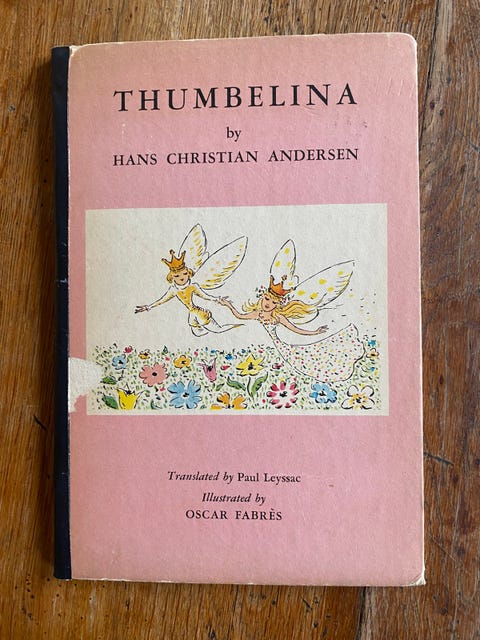 THUMBELINA
by
HANS CHRISTIAN ANDERSEN
Translated by Paul Leyssac
Illustrated by
OSCAR FABRÈS